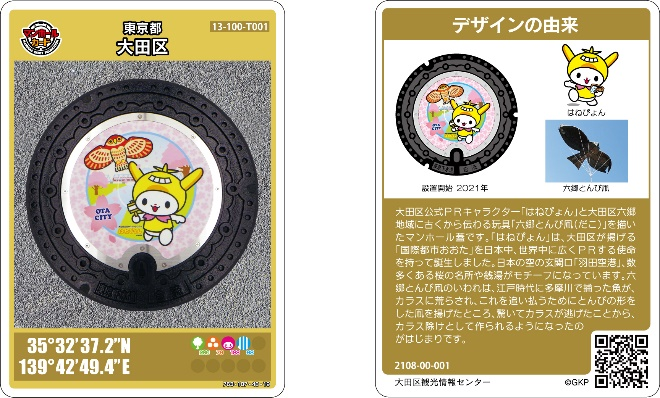 マンホール
カード
東京都
大田区
13-100-T001
OTA
CITY
35°32'37.2"N
139°42'49.4"E
デザインの由来
はねぴょん
設置開始 2021年
六郷とんび凧
大田区公式PRキャラクター「はねぴょん」と大田区六郷
地域に古くから伝わる玩具「六郷とんび凧(だこ)」を描い
たマンホール蓋です。「はねぴょん」は、大田区が掲げる
「国際都市おおた」を日本中、世界中に広くPRする使命
を持って誕生しました。日本の空の玄関口「羽田空港」、数
多くある桜の名所や銭湯がモチーフになっています。六
郷とんび凧のいわれは、江戸時代に多摩川で捕った魚が、
カラスに荒らされ、これを追い払うためにとんびの形を
した凧を揚げたところ、驚いてカラスが逃げたことから、
カラス除けとして作られるようになったの
がはじまりです。
2108-00-001
大田区観光情報センター
©GKP